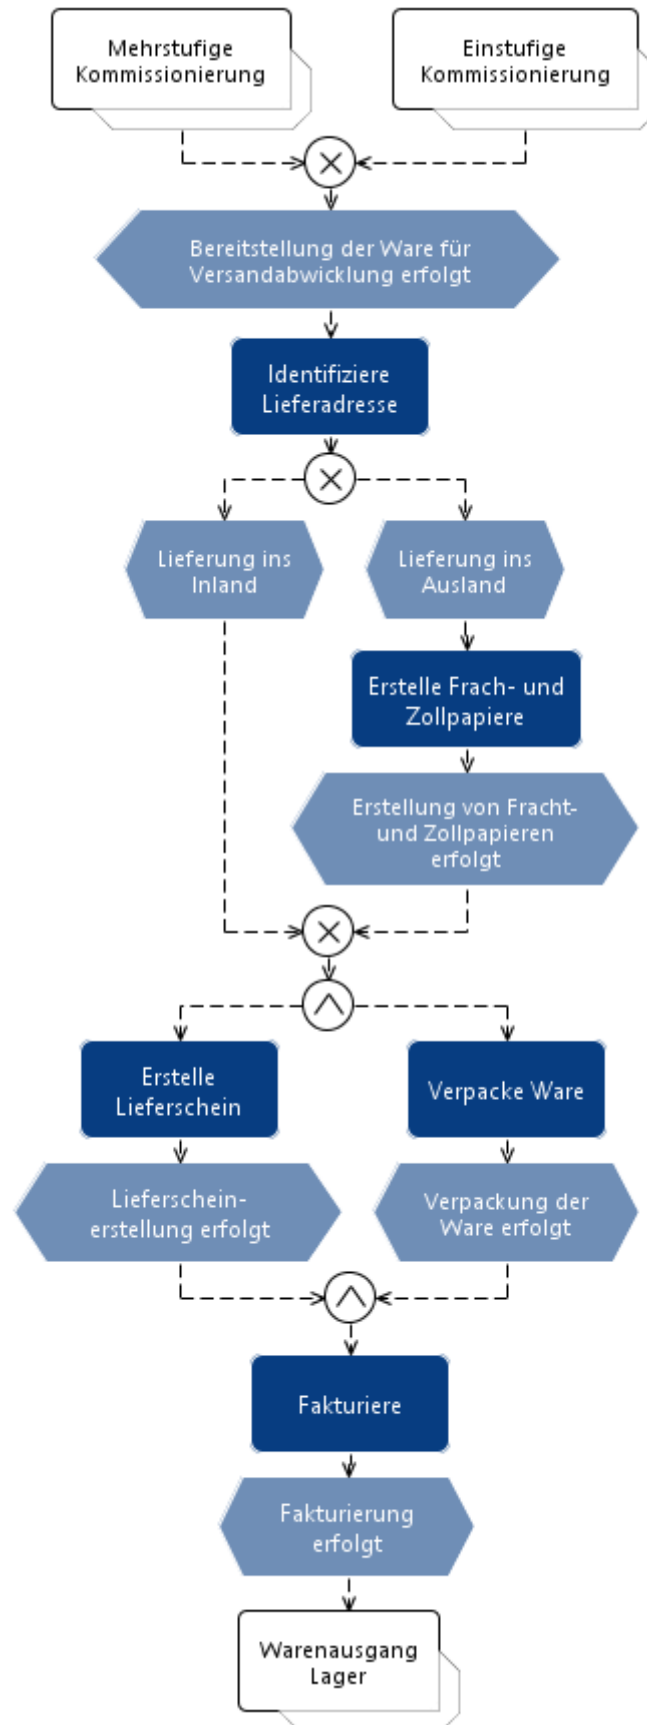 Mehrstufige
Kommissionierung
Einstufige
Kommissionierung
Bereitstellung der Ware für
Versandabwicklung erfolgt
Identifiziere
Lieferadresse
Lieferung ins
Inland
Lieferung ins
Ausland
Erstelle Frach- und
Zollpapiere
Erstellung von Fracht-
und Zollpapieren
erfolgt
Erstelle
Lieferschein
Verpacke Ware
Lieferschein-
erstellung erfolgt
Verpackung der
Ware erfolgt
Fakturiere
Fakturierung
erfolgt
Warenausgang
Lager